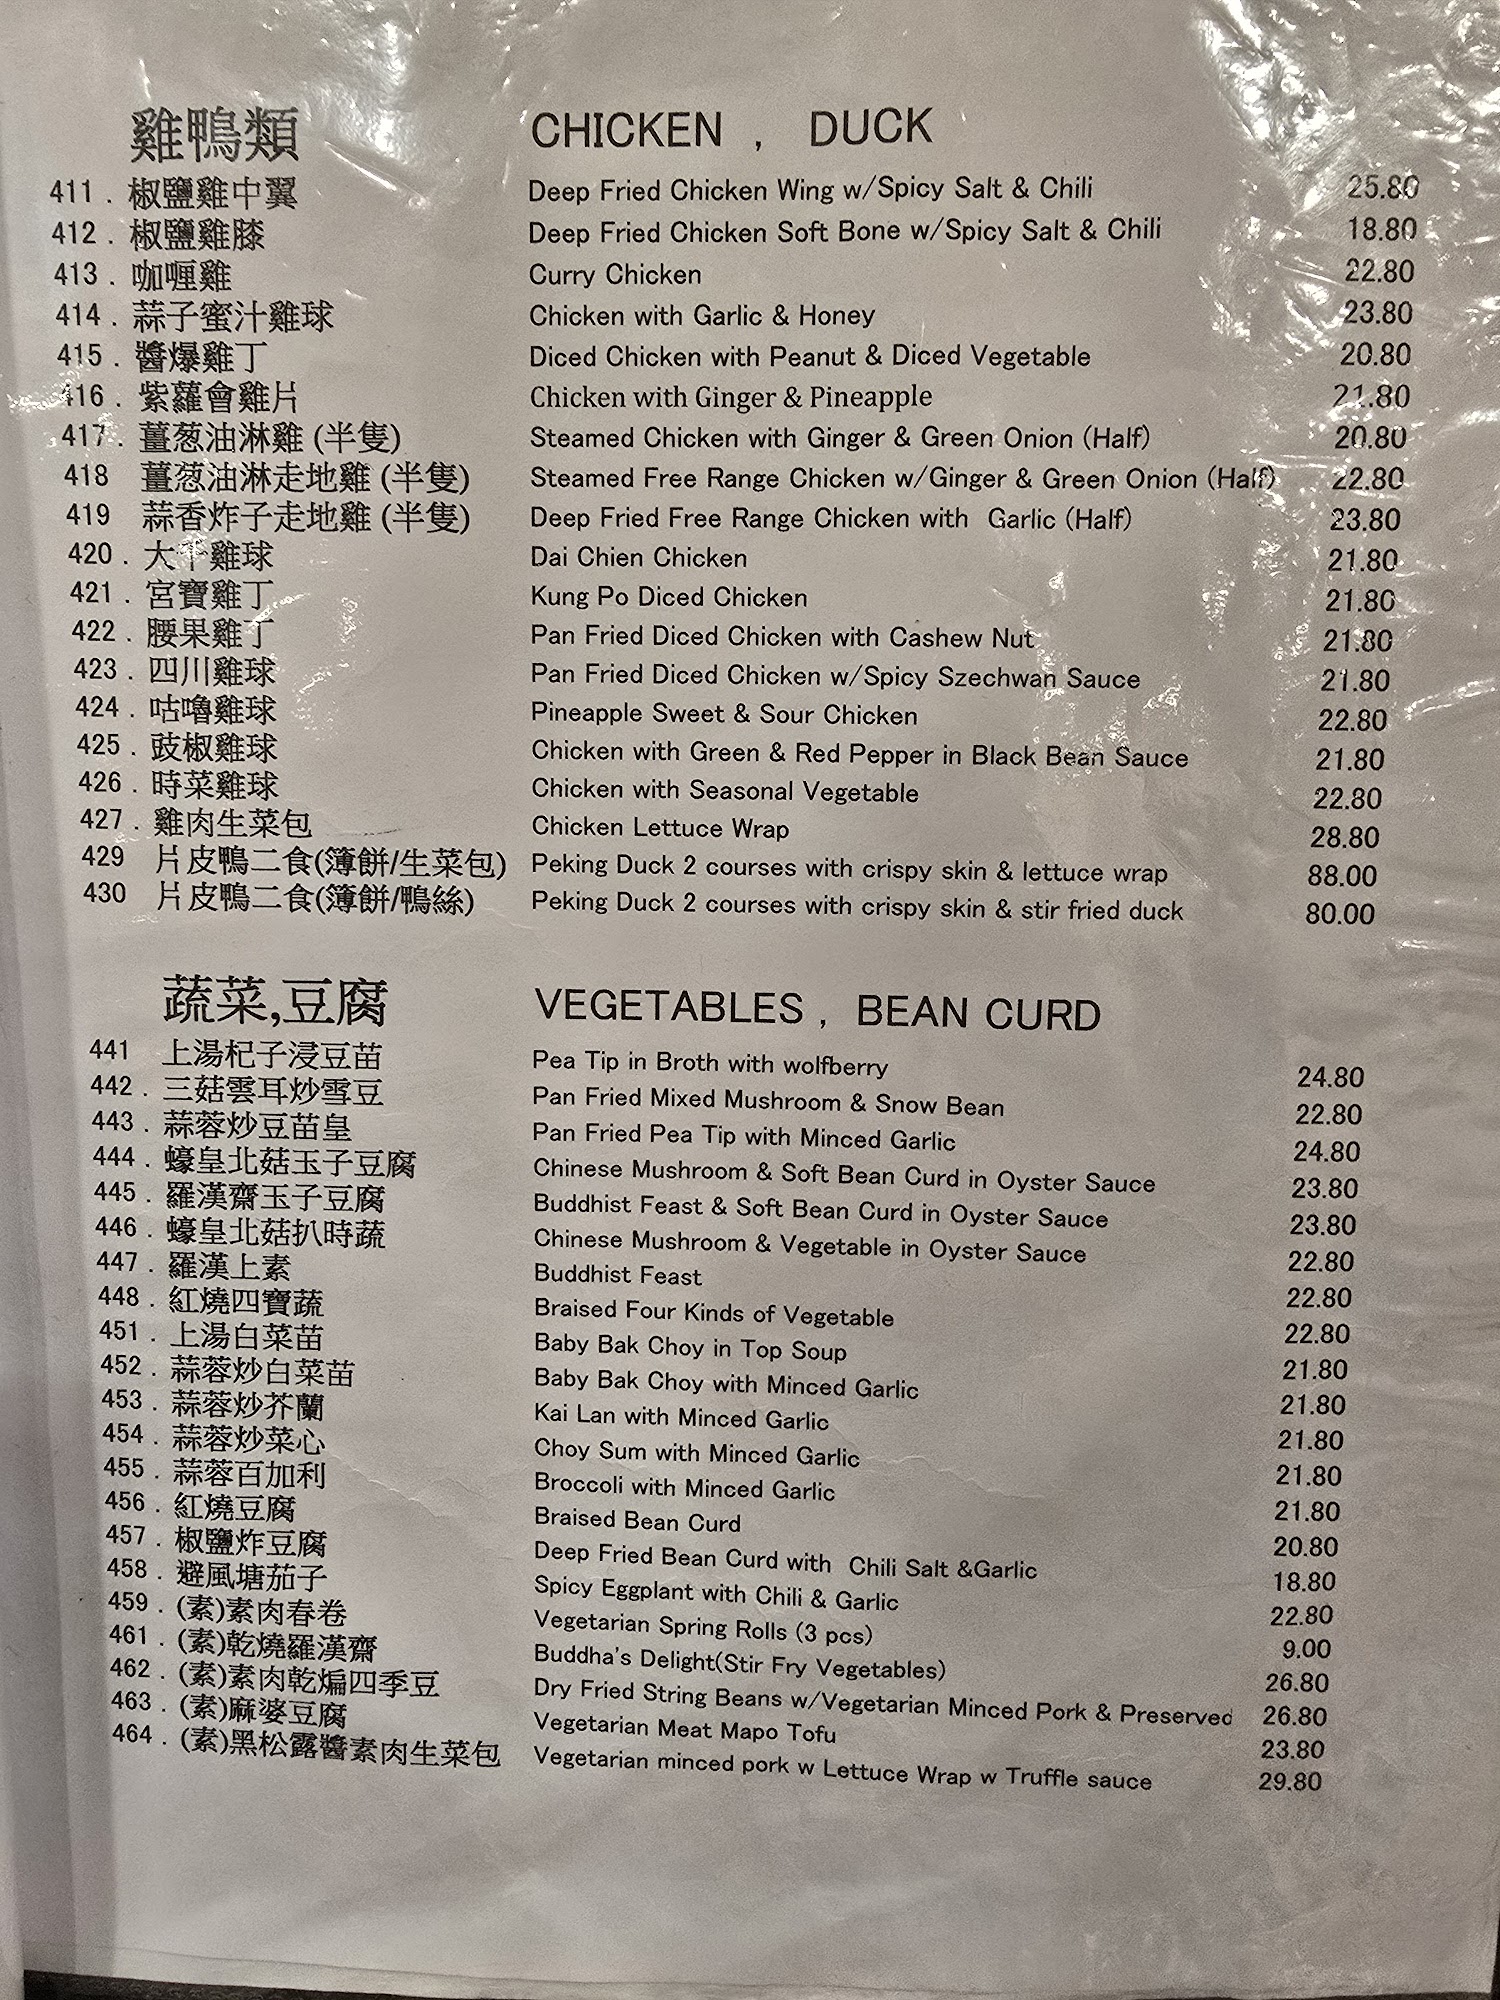 雞鴨類 CHICKEN , DUCK
411 . 椒鹽雞中翼 Deep Fried Chicken Wing w/Spicy Salt & Chili 25.80
412 . 椒鹽雞膝 Deep Fried Chicken Soft Bone w/Spicy Salt & Chili 18.80
413 . 咖喱雞 Curry Chicken 22.80
414 . 蒜子蜜汁雞球 Chicken with Garlic & Honey 23.80
415 . 醬爆雞丁 Diced Chicken with Peanut & Diced Vegetable 20.80
416 . 紫蘿會雞片 Chicken with Ginger & Pineapple 21.80
417 . 薑葱油淋雞 (半隻) Steamed Chicken with Ginger & Green Onion (Half) 20.80
418 薑葱油淋走地雞 (半隻) Steamed Free Range Chicken w/Ginger & Green Onion (Half) 22.80
419 蒜香炸子走地雞 (半隻) Deep Fried Free Range Chicken with Garlic (Half) 23.80
420 . 大千雞球 Dai Chien Chicken 21.80
421 . 宮寶雞丁 Kung Po Diced Chicken 21.80
422 . 腰果雞丁 Pan Fried Diced Chicken with Cashew Nut 21.80
423 . 四川雞球 Pan Fried Diced Chicken w/Spicy Szechwan Sauce 21.80
424 . 咕嚕雞球 Pineapple Sweet & Sour Chicken 22.80
425 . 豉椒雞球 Chicken with Green & Red Pepper in Black Bean Sauce 21.80
426 . 時菜雞球 Chicken with Seasonal Vegetable 22.80
427 . 雞肉生菜包 Chicken Lettuce Wrap 28.80
429 片皮鴨二食(簿餅/生菜包) Peking Duck 2 courses with crispy skin & lettuce wrap 88.00
430 片皮鴨二食(簿餅/鴨絲) Peking Duck 2 courses with crispy skin & stir fried duck 80.00
蔬菜,豆腐 VEGETABLES , BEAN CURD
441 上湯杞子浸豆苗 Pea Tip in Broth with wolfberry 24.80
442 . 三菇雲耳炒雪豆 Pan Fried Mixed Mushroom & Snow Bean 22.80
443 . 蒜蓉炒豆苗皇 Pan Fried Pea Tip with Minced Garlic 24.80
444 . 蠔皇北菇玉子豆腐 Chinese Mushroom & Soft Bean Curd in Oyster Sauce 23.80
445 . 羅漢齋玉子豆腐 Buddhist Feast & Soft Bean Curd in Oyster Sauce 23.80
446 . 蠔皇北菇扒時蔬 Chinese Mushroom & Vegetable in Oyster Sauce 22.80
447 . 羅漢上素 Buddhist Feast 22.80
448 . 紅燒四寶蔬 Braised Four Kinds of Vegetable 22.80
451 . 上湯白菜苗 Baby Bak Choy in Top Soup 21.80
452 . 蒜蓉炒白菜苗 Baby Bak Choy with Minced Garlic 21.80
453 . 蒜蓉炒芥蘭 Kai Lan with Minced Garlic 21.80
454 . 蒜蓉炒菜心 Choy Sum with Minced Garlic 21.80
455 . 蒜蓉百加利 Broccoli with Minced Garlic 21.80
456 . 紅燒豆腐 Braised Bean Curd 20.80
457 . 椒鹽炸豆腐 Deep Fried Bean Curd with Chili Salt &Garlic 18.80
458 . 避風塘茄子 Spicy Eggplant with Chili & Garlic 22.80
459 . (素)素肉春卷 Vegetarian Spring Rolls (3 pcs) 9.00
461 . (素)乾燒羅漢齋 Buddha's Delight(Stir Fry Vegetables) 26.80
462 . (素)素肉乾煸四季豆 Dry Fried String Beans w/Vegetarian Minced Pork & Preserved 26.80
463 . (素)麻婆豆腐 Vegetarian Meat Mapo Tofu 23.80
464 . (素)黑松露醬素肉生菜包 Vegetarian minced pork w Lettuce Wrap w Truffle sauce 29.80